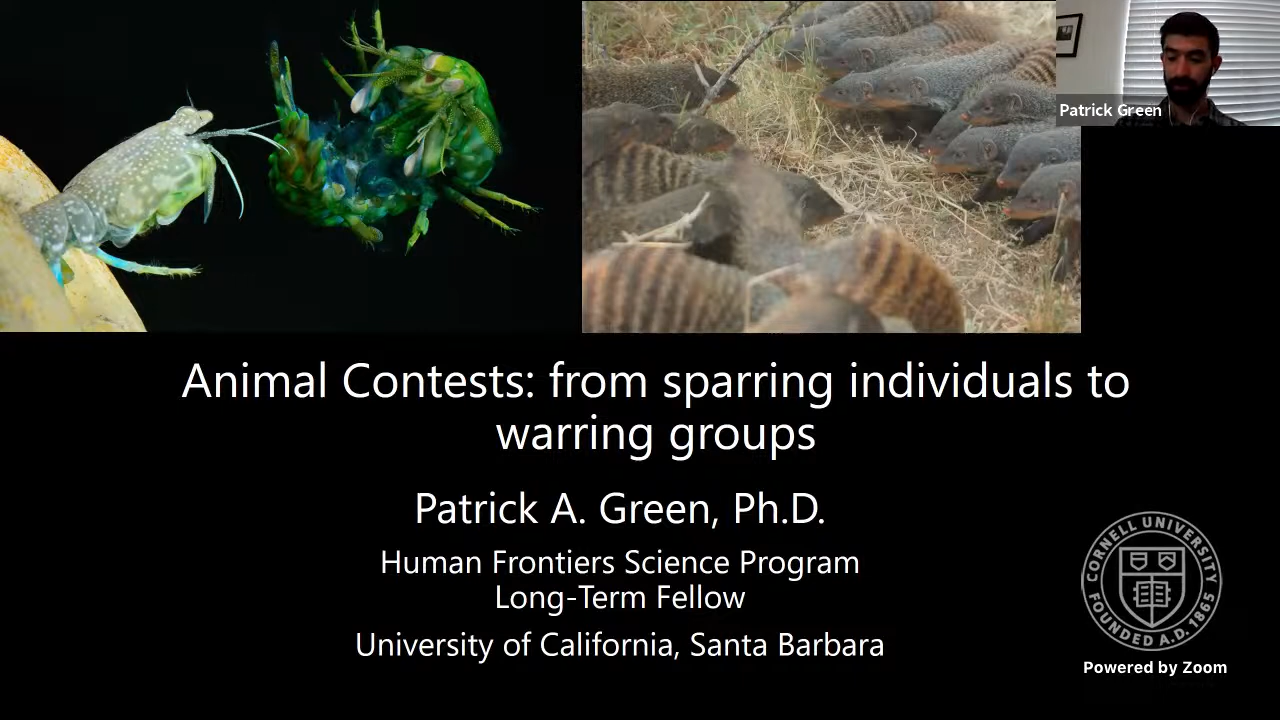 Patrick Green
Animal Contests: from sparring individuals to
warring groups
Patrick A. Green, Ph.D.
Human Frontiers Science Program
Long-Term Fellow
University of California, Santa Barbara
CORNELL UNIVERSITY
FOUNDED A.D. 1865
Powered by Zoom